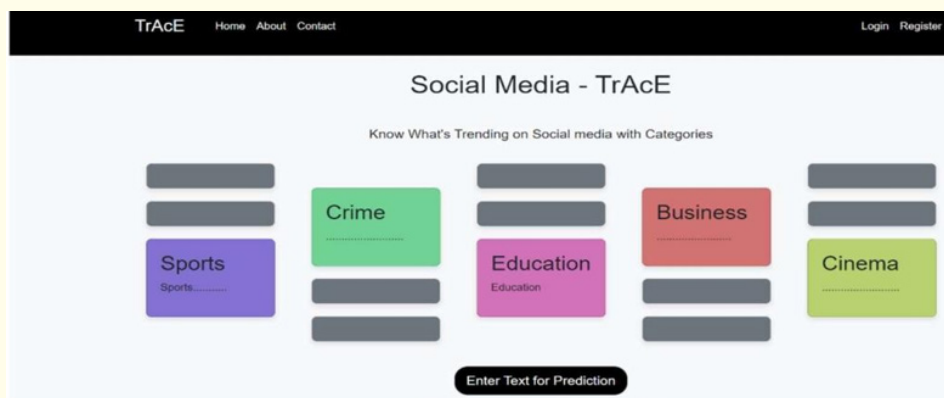 TrAcE Home About Contact Login Register
Social Media - TrAcE
Know What's Trending on Social media with Categories
Crime
------------------------
Business
------------------------
Sports
Sports...........
Education
Education
Cinema
------------------------
Enter Text for Prediction